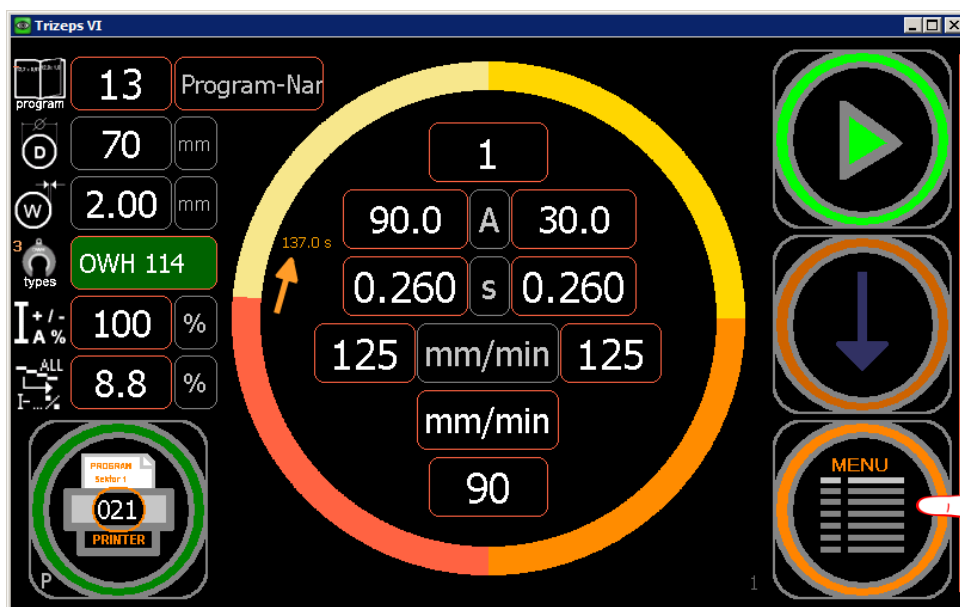 Trizeps VI
program
13
Program-Nar
D
70
mm
W
2.00
mm
3
types
OWH 114
I + / -
A %
100
%
ALL
I-...%
8.8
%
PROGRAM
Sektor 1
021
PRINTER
P
137.0 s
1
90.0 A 30.0
0.260 s 0.260
125 mm/min 125
mm/min
90
MENU
1